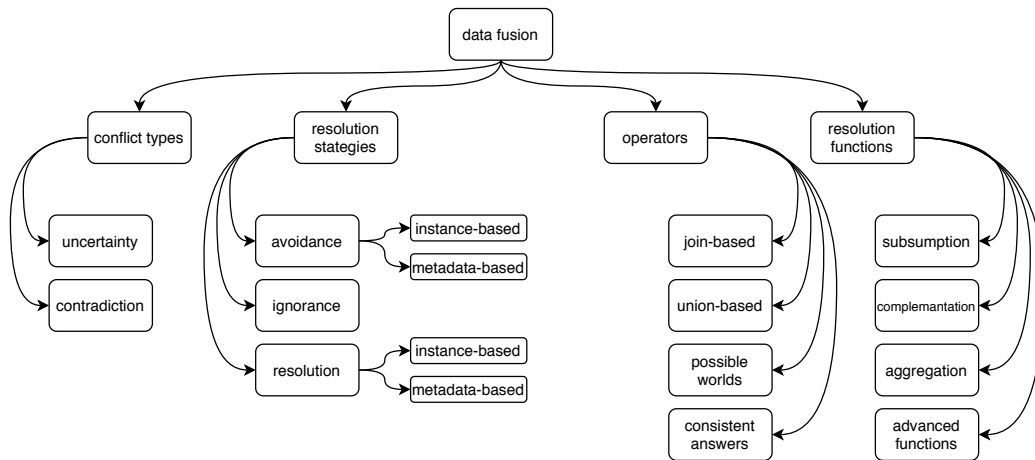 data fusion
conflict types
resolution
stategies
operators
resolution
functions
uncertainty
contradiction
avoidance
instance-based
metadata-based
ignorance
resolution
instance-based
metadata-based
join-based
union-based
possible
worlds
consistent
answers
subsumption
complemantation
aggregation
advanced
functions